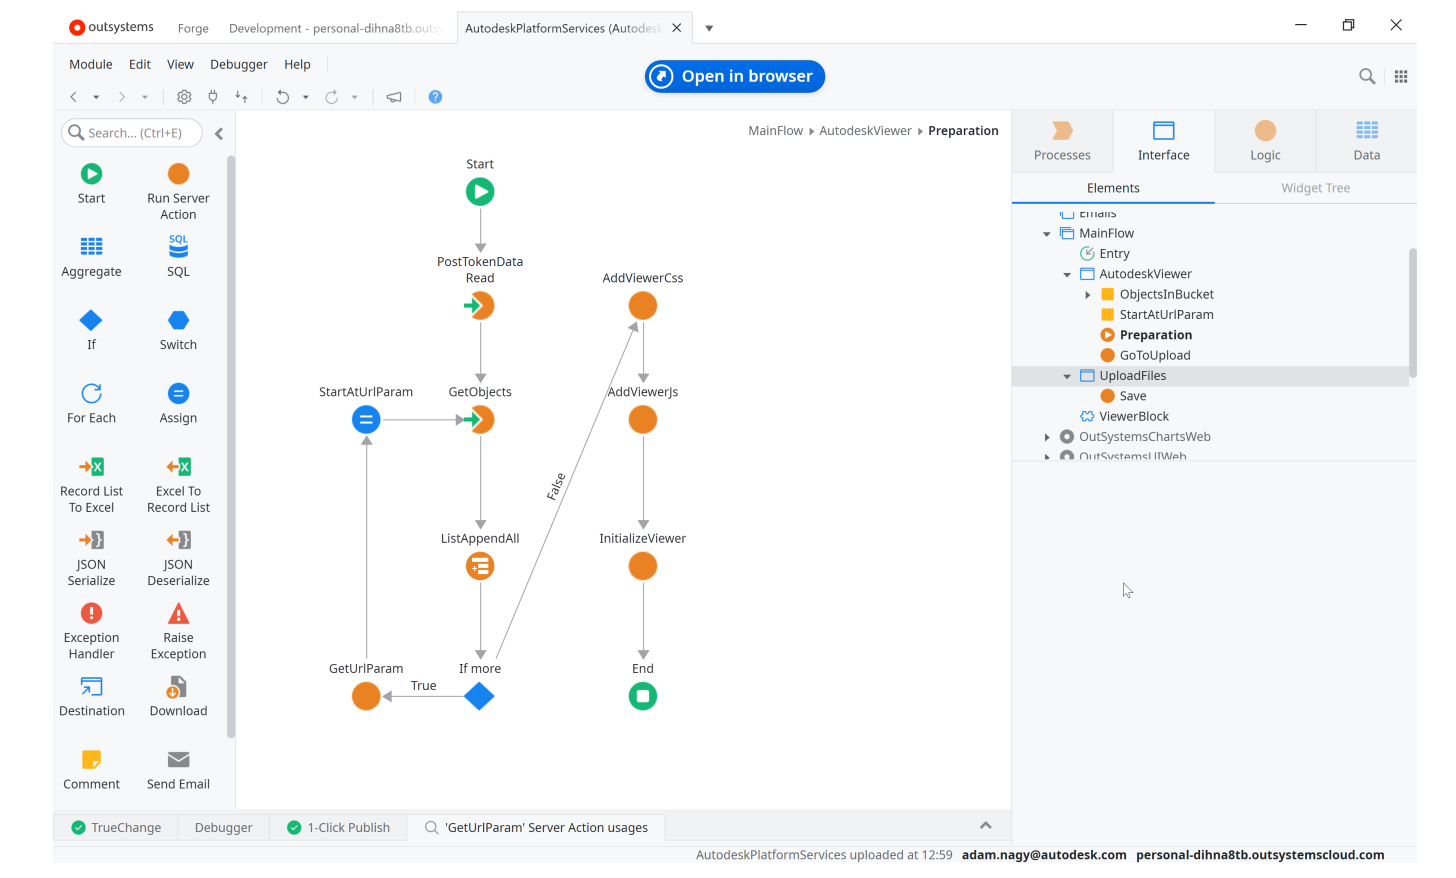 outsystems
Forge
Development - personal-dihna8tb.outsy
AutodeskPlatformServices (Autodesk
Module Edit View Debugger Help
Open in browser
Search... (Ctrl+E)
Start
Run Server
Action
Aggregate
SQL
SQL
If
Switch
For Each
Assign
Record List
To Excel
Excel To
Record List
JSON
Serialize
JSON
Deserialize
Exception
Handler
Raise
Exception
Destination
Download
Comment
Send Email
MainFlow AutodeskViewer Preparation
Start
PostTokenData
Read
AddViewerCss
StartAtUrlParam
GetObjects
AddViewerJs
False
ListAppendAll
InitializeViewer
GetUrlParam
True
If more
End
Processes
Interface
Logic
Data
Elements
Widget Tree
Emails
MainFlow
Entry
AutodeskViewer
ObjectsInBucket
StartAtUrlParam
Preparation
GoToUpload
UploadFiles
Save
ViewerBlock
OutSystemsChartsWeb
OutSystemsUIWeb
TrueChange
Debugger
1-Click Publish
'GetUrlParam' Server Action usages
AutodeskPlatformServices uploaded at 12:59 adam.nagy@autodesk.com personal-dihna8tb.outsystemscloud.com